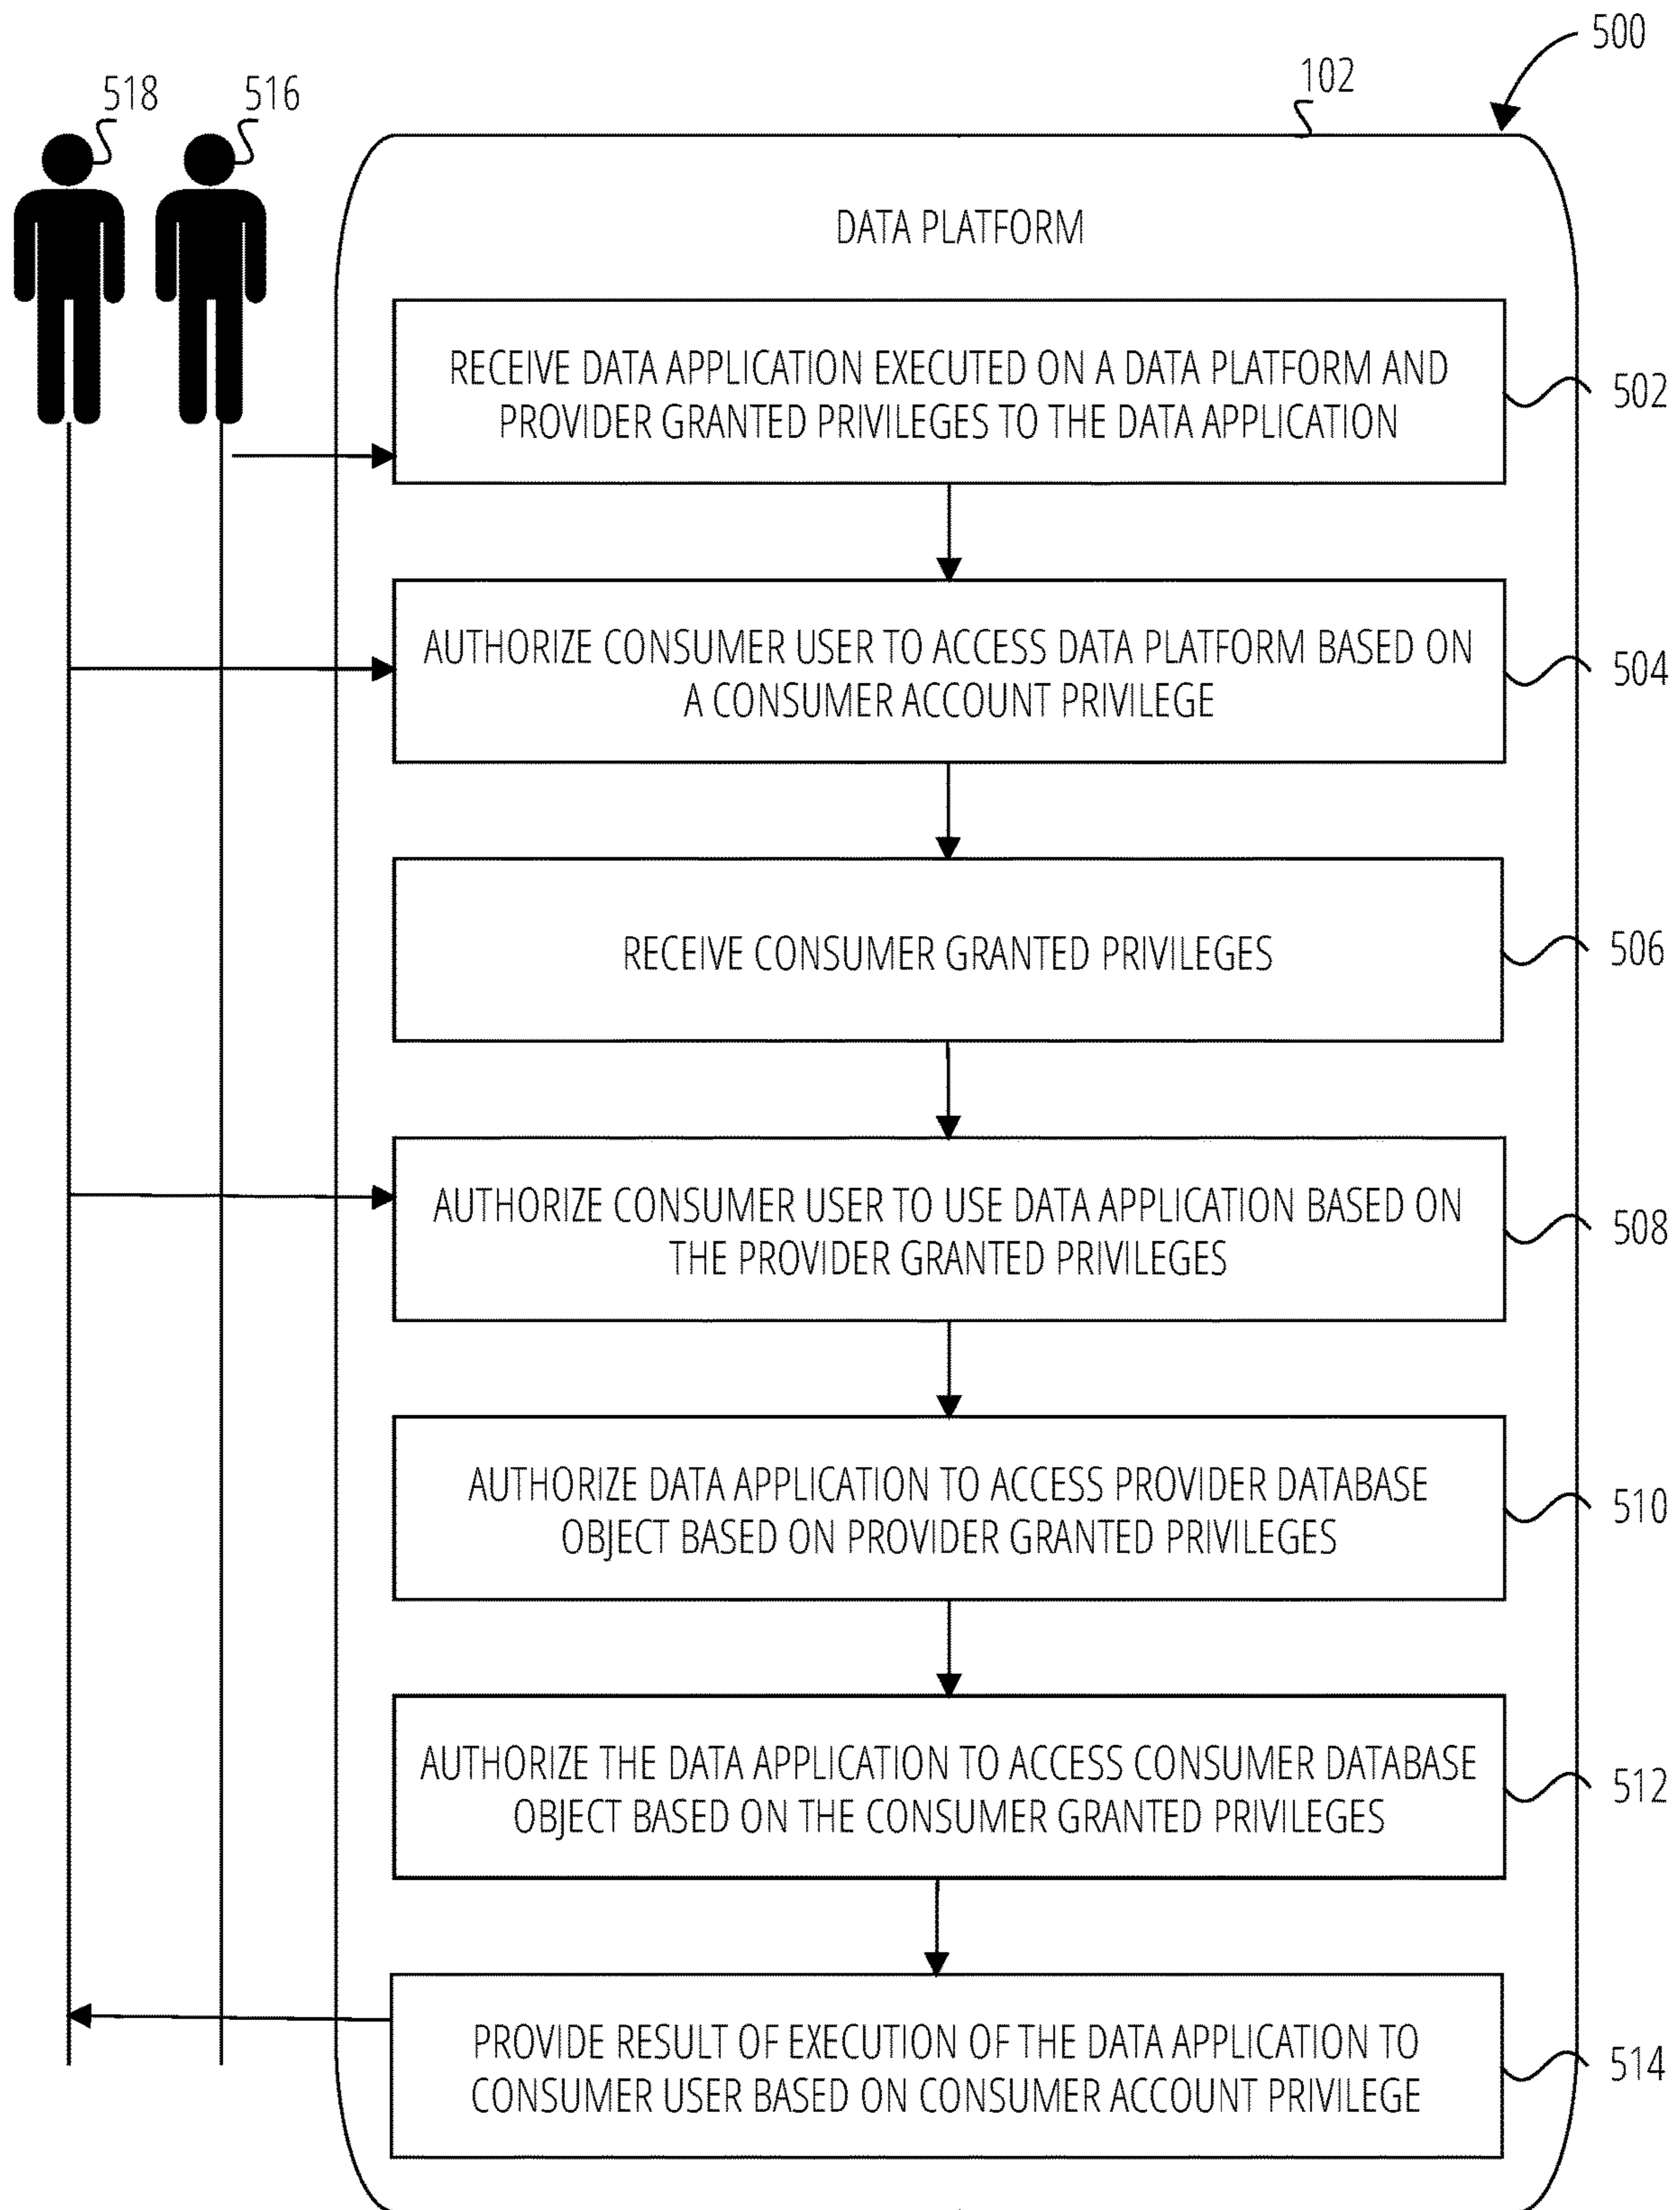 500
102
518
516
DATA PLATFORM
RECEIVE DATA APPLICATION EXECUTED ON A DATA PLATFORM AND
PROVIDER GRANTED PRIVILEGES TO THE DATA APPLICATION
502
AUTHORIZE CONSUMER USER TO ACCESS DATA PLATFORM BASED ON
A CONSUMER ACCOUNT PRIVILEGE
504
RECEIVE CONSUMER GRANTED PRIVILEGES
506
AUTHORIZE CONSUMER USER TO USE DATA APPLICATION BASED ON
THE PROVIDER GRANTED PRIVILEGES
508
AUTHORIZE DATA APPLICATION TO ACCESS PROVIDER DATABASE
OBJECT BASED ON PROVIDER GRANTED PRIVILEGES
510
AUTHORIZE THE DATA APPLICATION TO ACCESS CONSUMER DATABASE
OBJECT BASED ON THE CONSUMER GRANTED PRIVILEGES
512
PROVIDE RESULT OF EXECUTION OF THE DATA APPLICATION TO
CONSUMER USER BASED ON CONSUMER ACCOUNT PRIVILEGE
514